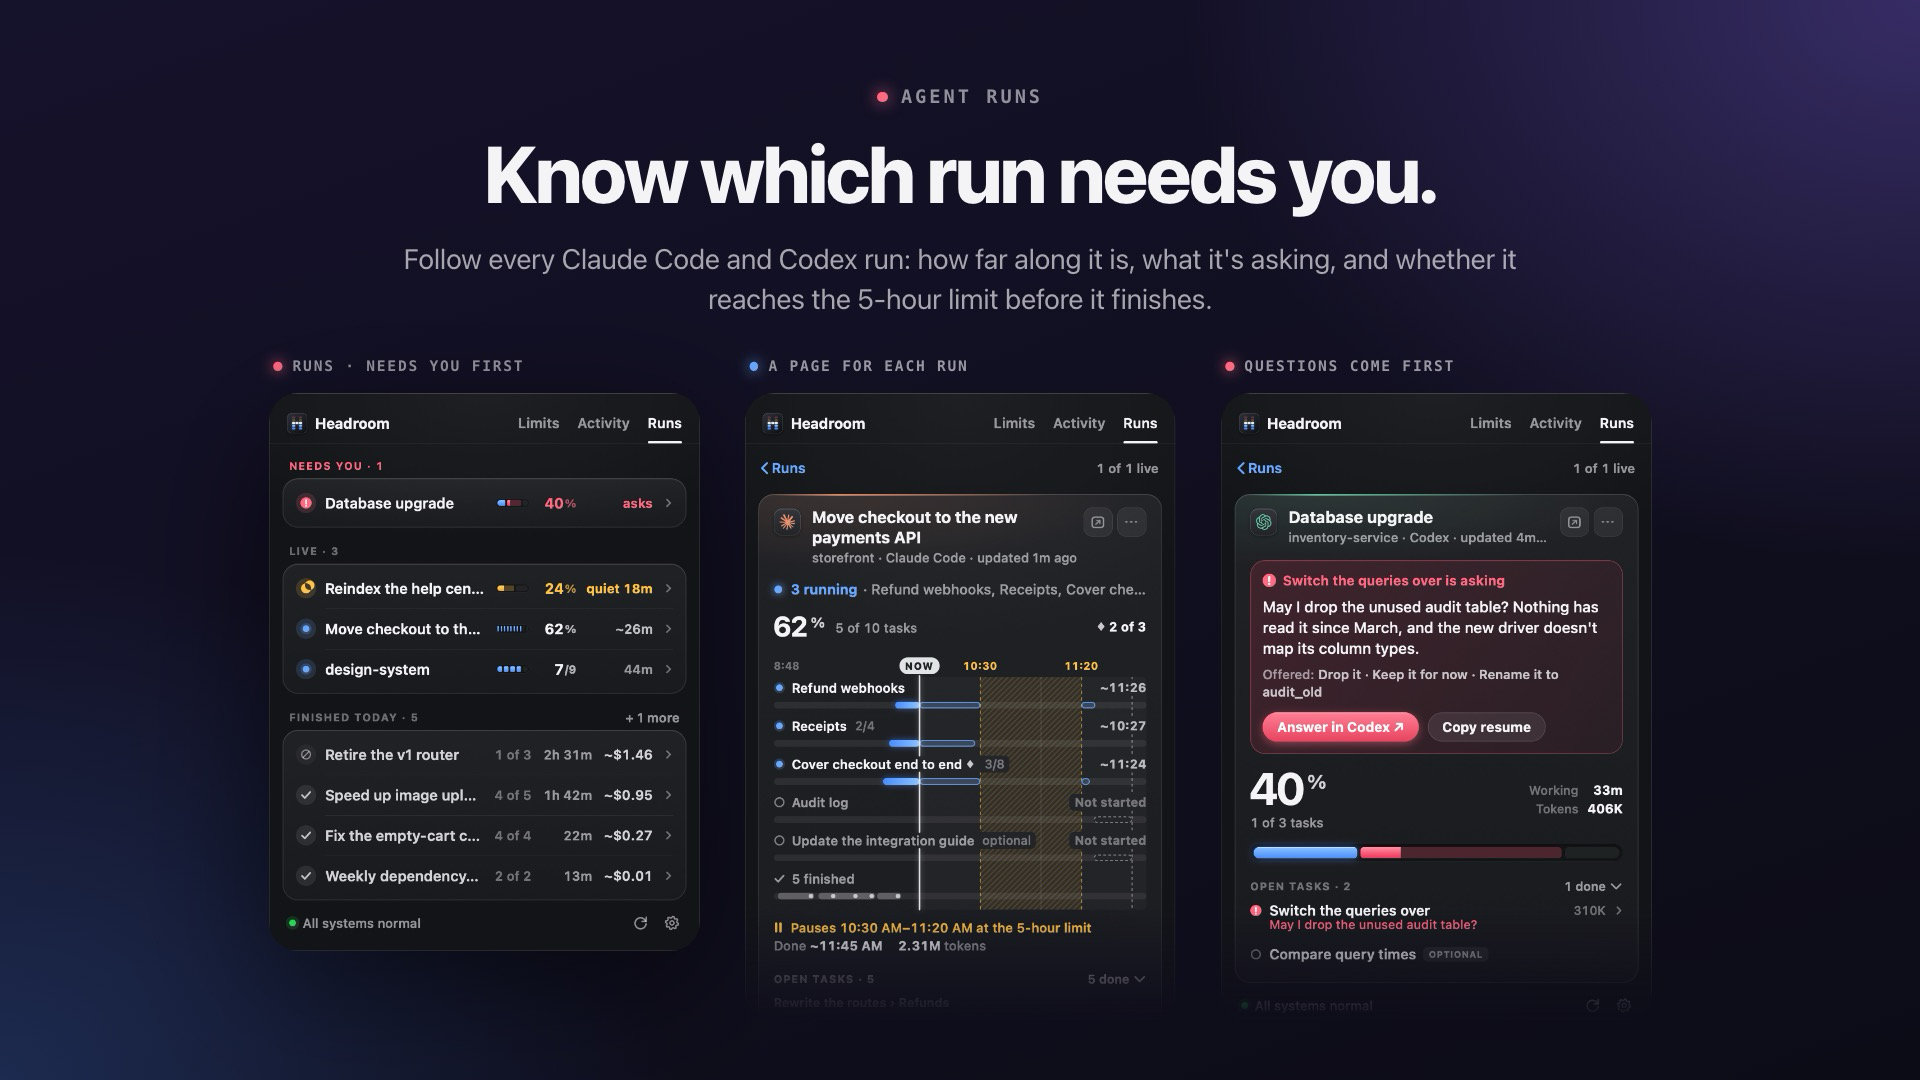 AGENT RUNS
Know which run needs you.
Follow every Claude Code and Codex run: how far along it is, what it's asking, and whether it
reaches the 5-hour limit before it finishes.
RUNS · NEEDS YOU FIRST
Headroom Limits Activity Runs
NEEDS YOU · 1
Database upgrade 40% asks
LIVE · 3
Reindex the help cen... 24% quiet 18m
Move checkout to th... 62% ~26m
design-system 7/9 44m
FINISHED TODAY · 5 + 1 more
Retire the v1 router 1 of 3 2h 31m ~$1.46
Speed up image upl... 4 of 5 1h 42m ~$0.95
Fix the empty-cart c... 4 of 4 22m ~$0.27
Weekly dependency... 2 of 2 13m ~$0.01
All systems normal
A PAGE FOR EACH RUN
Headroom Limits Activity Runs
Runs 1 of 1 live
Move checkout to the new
payments API
storefront · Claude Code · updated 1m ago
3 running · Refund webhooks, Receipts, Cover che...
62% 5 of 10 tasks 2 of 3
8:48 NOW 10:30 11:20
Refund webhooks ~11:26
Receipts 2/4 ~10:27
Cover checkout end to end 3/8 ~11:24
Audit log Not started
Update the integration guide optional Not started
5 finished
Pauses 10:30 AM–11:20 AM at the 5-hour limit
Done ~11:45 AM 2.31M tokens
OPEN TASKS · 5 5 done
Rewrite the routes › Refunds
QUESTIONS COME FIRST
Headroom Limits Activity Runs
Runs 1 of 1 live
Database upgrade
inventory-service · Codex · updated 4m...
Switch the queries over is asking
May I drop the unused audit table? Nothing has
read it since March, and the new driver doesn't
map its column types.
Offered: Drop it · Keep it for now · Rename it to
audit_old
Answer in Codex ↗ Copy resume
40%
Working 33m
Tokens 406K
1 of 3 tasks
OPEN TASKS · 2 1 done
Switch the queries over 310K
May I drop the unused audit table?
Compare query times OPTIONAL
All systems normal